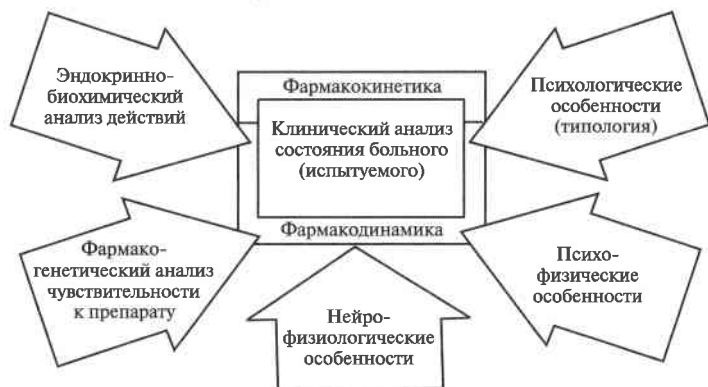 Эндокринно-
биохимический
анализ действий
Фармакокинетика
Клинический анализ
состояния больного
(испытуемого)
Фармакодинамика
Психологические
особенности
(типология)
Фармако-
генетический анализ
чувствительности
к препарату
Нейро-
физиологические
особенности
Психо-
физические
особенности